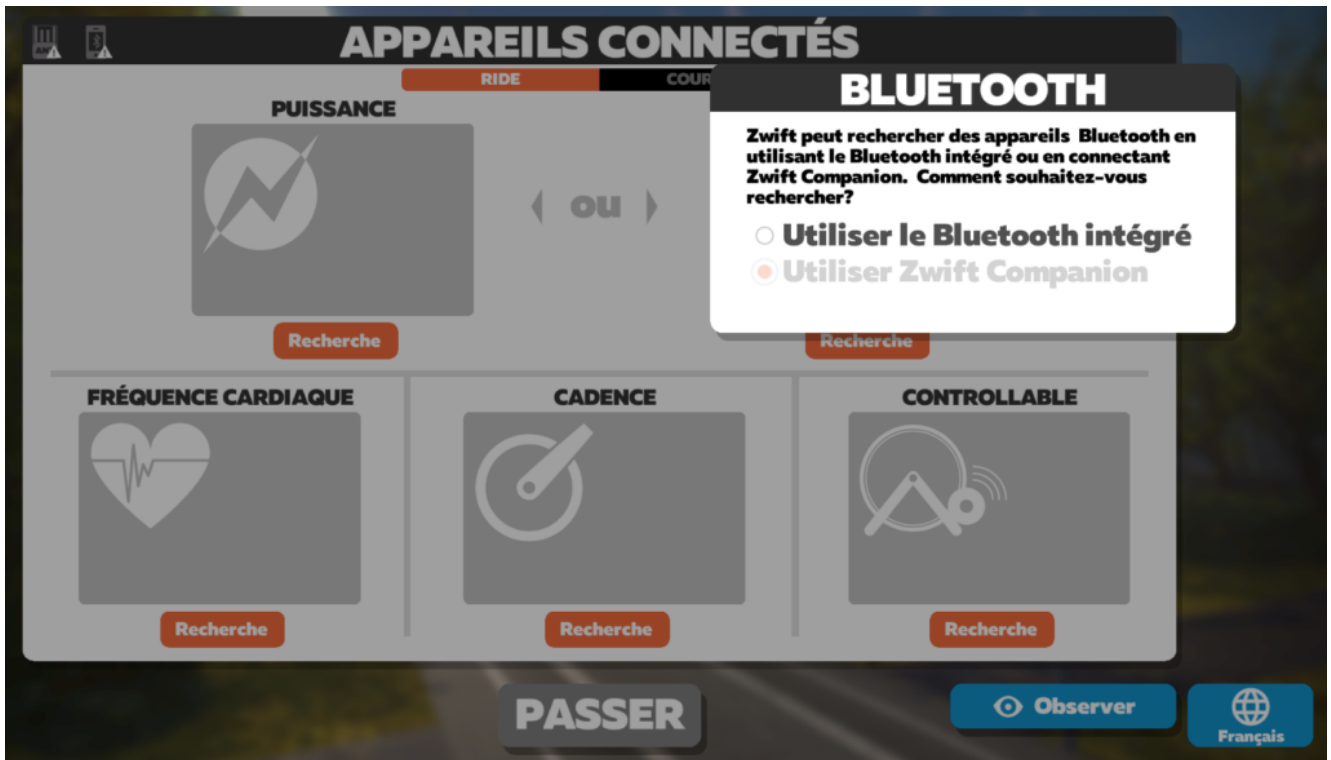 APPAREILS CONNECTÉS
RIDE
PUISSANCE
ou
Recherche
BLUETOOTH
Zwift peut rechercher des appareils Bluetooth en
utilisant le Bluetooth intégré ou en connectant
Zwift Companion. Comment souhaitez-vous
rechercher?
Utiliser le Bluetooth intégré
Utiliser Zwift Companion
Recherche
FRÉQUENCE CARDIAQUE
Recherche
CADENCE
Recherche
CONTROLLABLE
Recherche
PASSER
Observer
Français